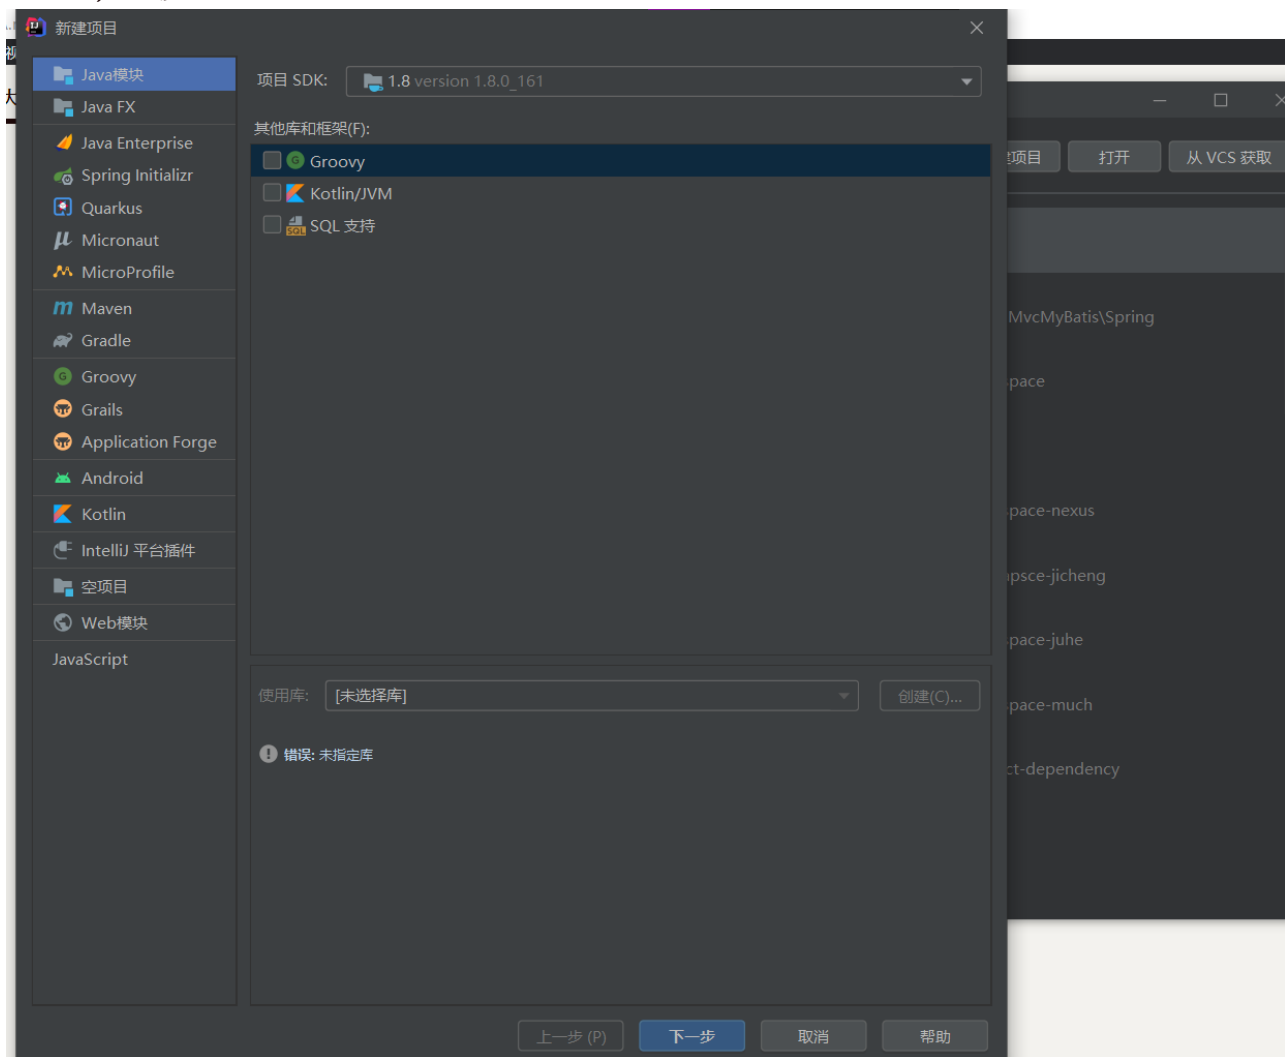 新建项目
Java模块
Java FX
Java Enterprise
Spring Initializr
Quarkus
Micronaut
MicroProfile
Maven
Gradle
Groovy
Grails
Application Forge
Android
Kotlin
IntelliJ 平台插件
空项目
Web模块
JavaScript
项目 SDK:
1.8 version 1.8.0_161
其他库和框架(F):
Groovy
Kotlin/JVM
SQL 支持
使用库:
[未选择库]
创建(C)...
错误: 未指定库
上一步 (P)
下一步
取消
帮助
项目
打开
从 VCS 获取
MvcMyBatis\Spring
pace
pace-nexus
psce-jicheng
pace-juhe
pace-much
ct-dependency